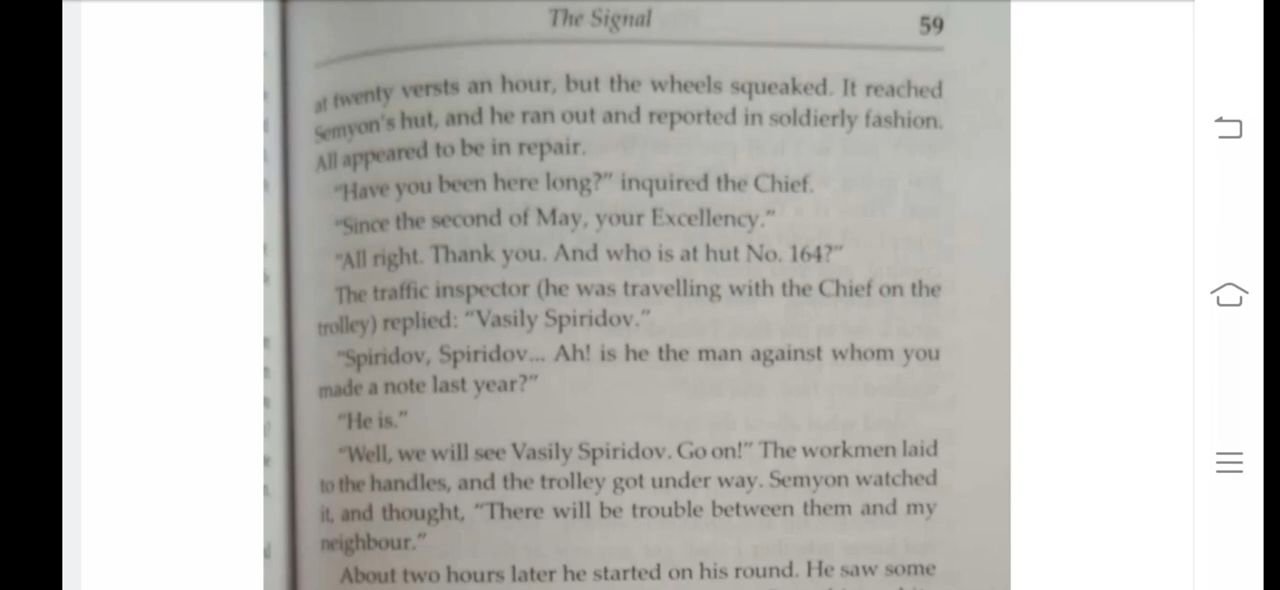 The Signal 59
at twenty versts an hour, but the wheels squeaked. It reached
Semyon's hut, and he ran out and reported in soldierly fashion.
All appeared to be in repair.
"Have you been here long?" inquired the Chief.
"Since the second of May, your Excellency."
"All right. Thank you. And who is at hut No. 164?"
The traffic inspector (he was travelling with the Chief on the
trolley) replied: "Vasily Spiridov."
"Spiridov, Spiridov... Ah! is he the man against whom you
made a note last year?"
"He is."
"Well, we will see Vasily Spiridov. Go on!" The workmen laid
to the handles, and the trolley got under way. Semyon watched
it, and thought, "There will be trouble between them and my
neighbour."
About two hours later he started on his round. He saw some